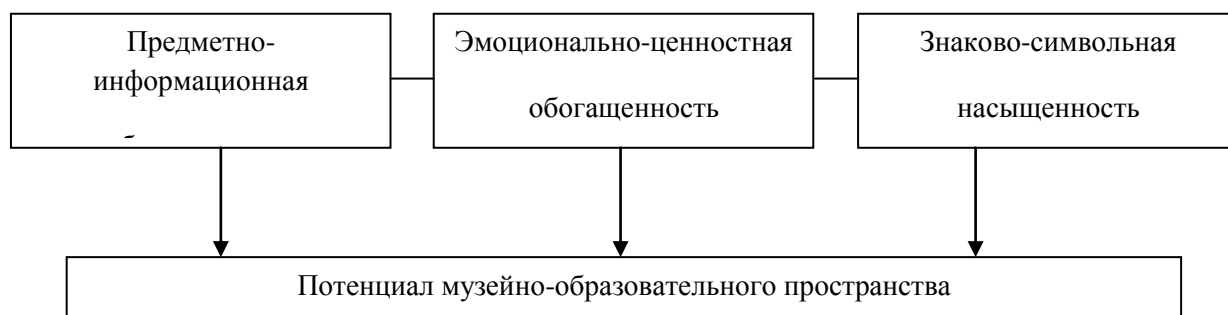 Предметно-
информационная
Эмоционально-ценностная
обогащенность
Знаково-символьная
насыщенность
Потенциал музейно-образовательного пространства